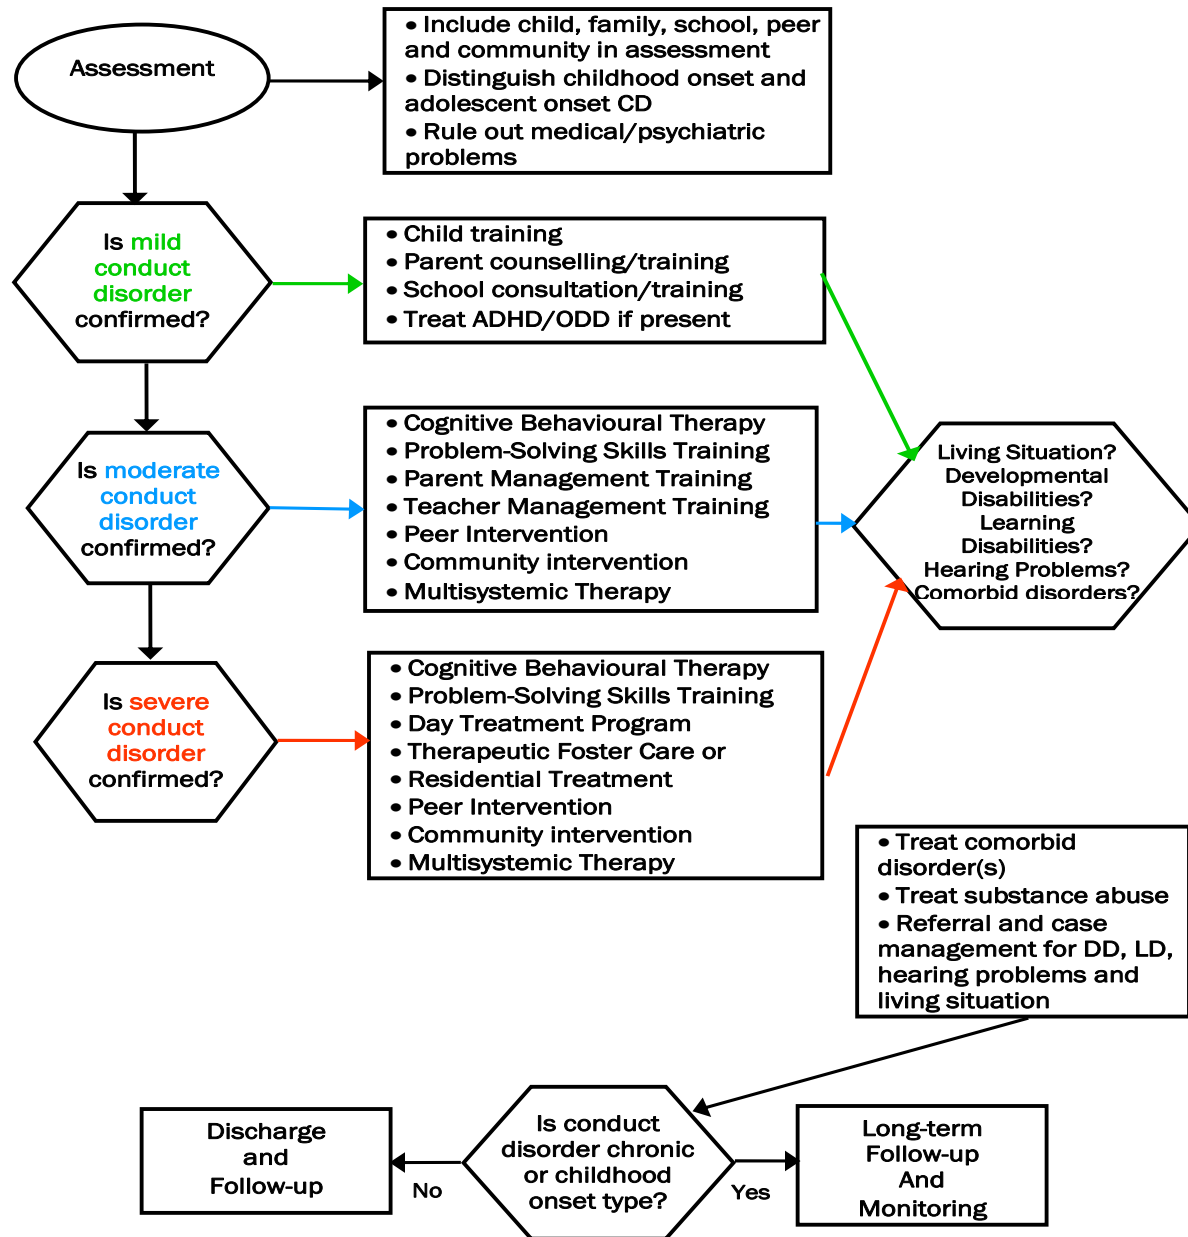 Assessment
• Include child, family, school, peer
and community in assessment
• Distinguish childhood onset and
adolescent onset CD
• Rule out medical/psychiatric
problems
Is mild
conduct
disorder
confirmed?
• Child training
• Parent counselling/training
• School consultation/training
• Treat ADHD/ODD if present
Is moderate
conduct
disorder
confirmed?
• Cognitive Behavioural Therapy
• Problem-Solving Skills Training
• Parent Management Training
• Teacher Management Training
• Peer Intervention
• Community intervention
• Multisystemic Therapy
Living Situation?
Developmental
Disabilities?
Learning
Disabilities?
Hearing Problems?
Comorbid disorders?
Is severe
conduct
disorder
confirmed?
• Cognitive Behavioural Therapy
• Problem-Solving Skills Training
• Day Treatment Program
• Therapeutic Foster Care or
• Residential Treatment
• Peer Intervention
• Community intervention
• Multisystemic Therapy
• Treat comorbid
disorder(s)
• Treat substance abuse
• Referral and case
management for DD, LD,
hearing problems and
living situation
Is conduct
disorder chronic
or childhood
onset type?
No
Discharge
and
Follow-up
Yes
Long-term
Follow-up
And
Monitoring